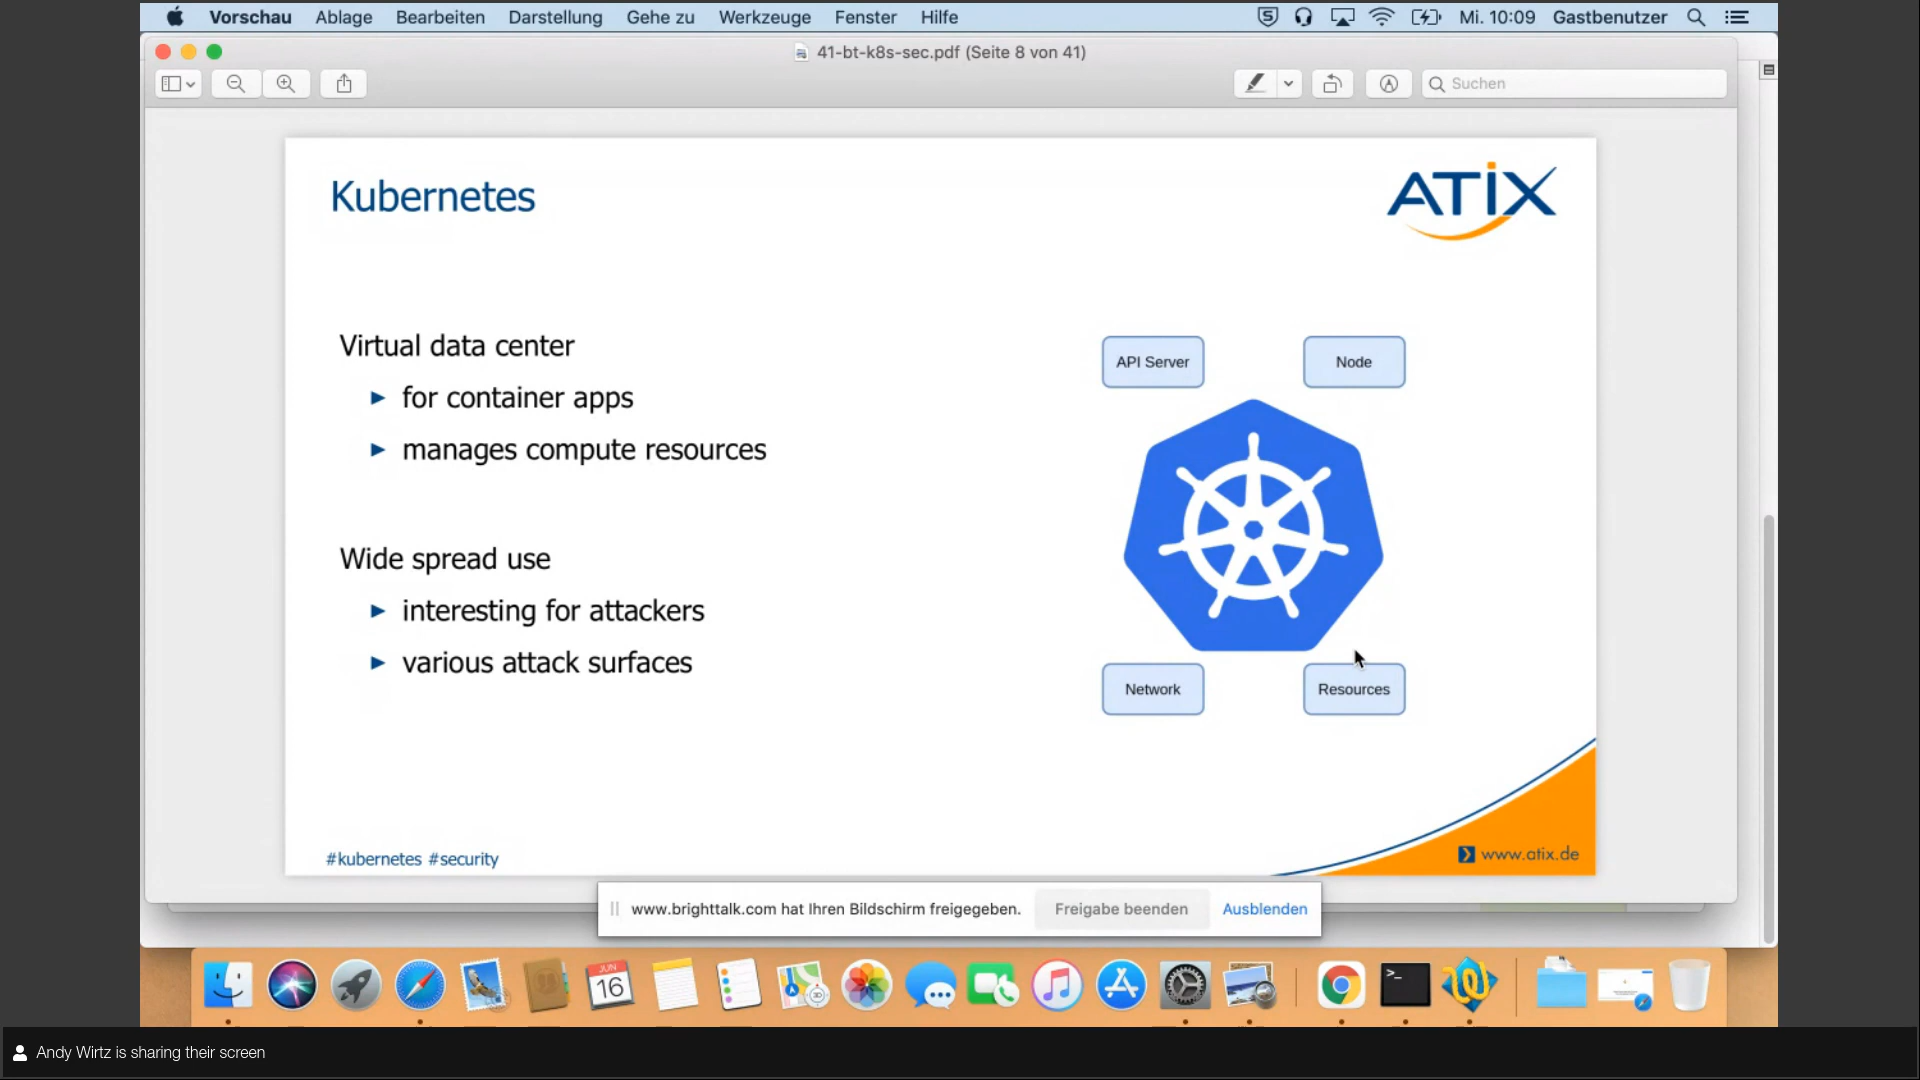 Vorschau Ablage Bearbeiten Darstellung Gehe zu Werkzeuge Fenster Hilfe Mi. 10:09 Gastbenutzer
41-bt-k8s-sec.pdf (Seite 8 von 41)
Suchen
Kubernetes
ATIX
Virtual data center
for container apps
manages compute resources
Wide spread use
interesting for attackers
various attack surfaces
API Server
Node
Network
Resources
#kubernetes #security
www.atix.de
www.brighttalk.com hat Ihren Bildschirm freigegeben. Freigabe beenden Ausblenden
JUN
16
Andy Wirtz is sharing their screen